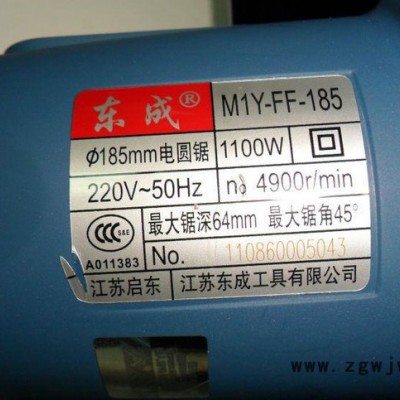 东成® M1Y-FF-185
φ185mm电圆锯 1100W
220V~50Hz n₀ 4900r/min
最大锯深64mm 最大锯角45°
CCC S&E
A011383
No. 110860005043
江苏启东 江苏东成工具有限公司
www.zgwjw